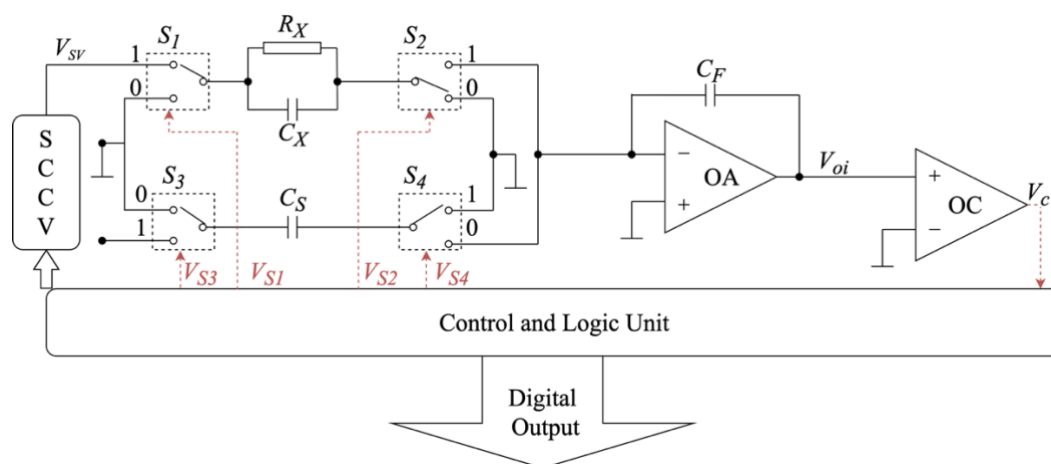 V_SV
1
0
S_1
R_X
C_X
S_2
1
0
C_F
S
C
C
V
S_3
0
1
C_S
S_4
1
0
−
+
OA
V_oi
+
−
OC
V_c
V_S3
V_S1
V_S2
V_S4
Control and Logic Unit
Digital
Output